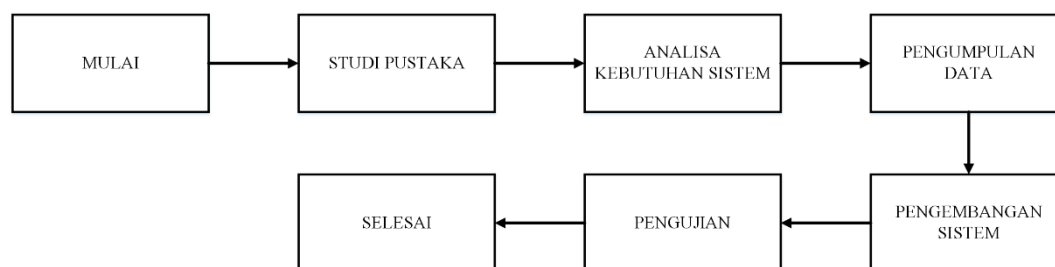 MULAI
STUDI PUSTAKA
ANALISA
KEBUTUHAN SISTEM
PENGUMPULAN
DATA
PENGEMBANGAN
SISTEM
PENGUJIAN
SELESAI